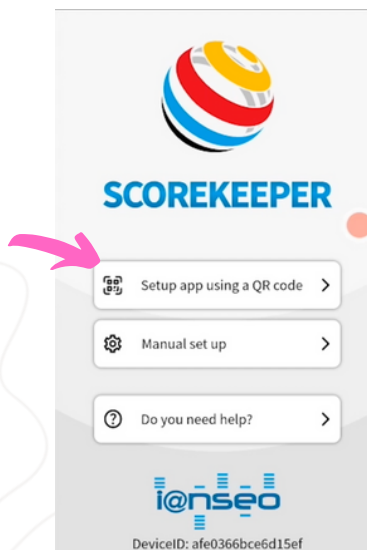 SCOREKEEPER
Setup app using a QR code
Manual set up
Do you need help?
i@nseo
DeviceID: afe0366bce6d15ef